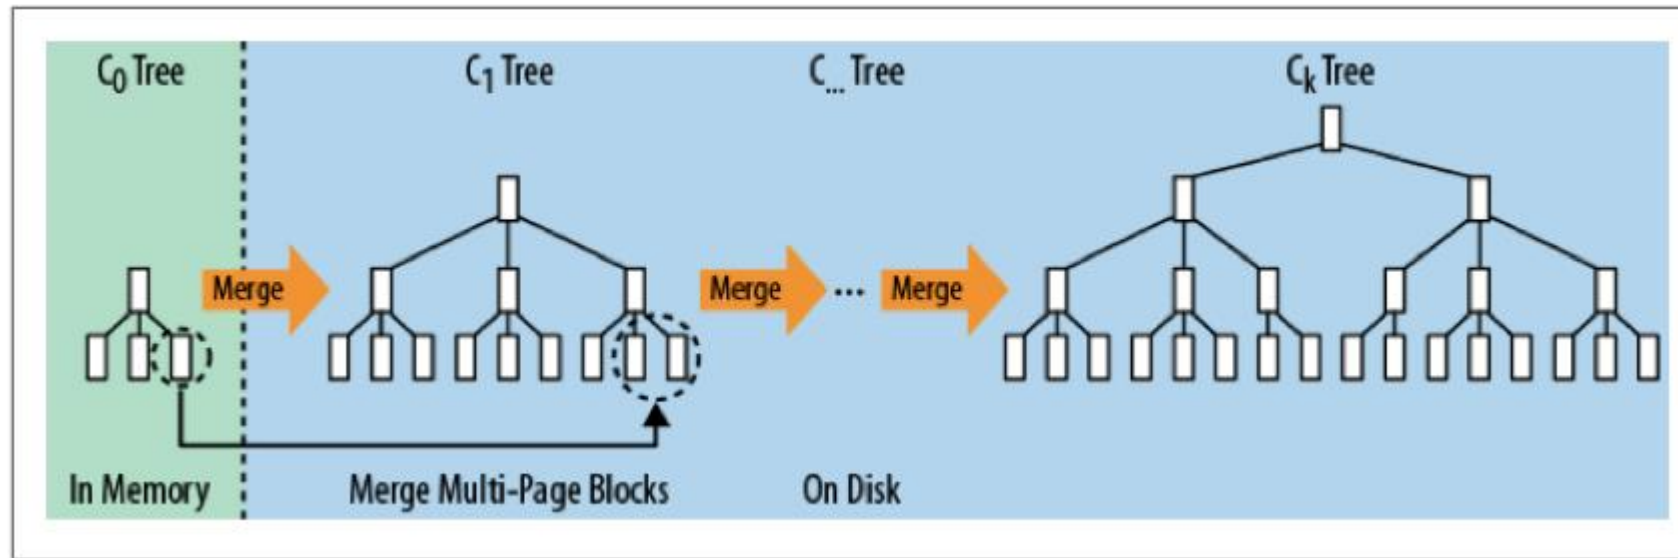 C0 Tree
C1 Tree
C... Tree
Ck Tree
Merge
Merge
...
Merge
In Memory
Merge Multi-Page Blocks
On Disk